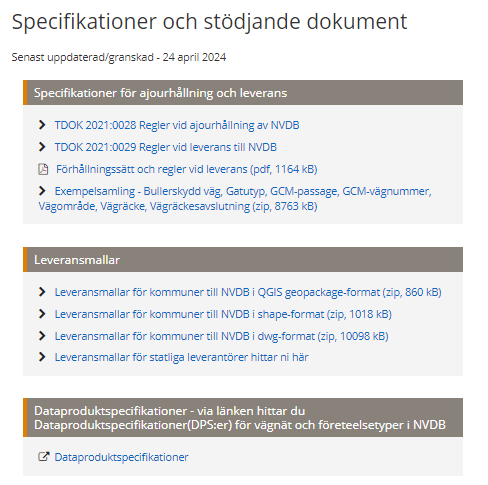 Specifikationer och stödjande dokument
Senast uppdaterad/granskad - 24 april 2024
Specifikationer för ajourhållning och leverans
TDOK 2021:0028 Regler vid ajourhållning av NVDB
TDOK 2021:0029 Regler vid leverans till NVDB
Förhållningssätt och regler vid leverans (pdf, 1164 kB)
Exempelsamling - Bullerskydd väg, Gatutyp, GCM-passage, GCM-vägnummer,
Vägområde, Vägräcke, Vägräckesavslutning (zip, 8763 kB)
Leveransmallar
Leveransmallar för kommuner till NVDB i QGIS geopackage-format (zip, 860 kB)
Leveransmallar för kommuner till NVDB i shape-format (zip, 1018 kB)
Leveransmallar för kommuner till NVDB i dwg-format (zip, 10098 kB)
Leveransmallar för statliga leverantörer hittar ni här
Dataproduktspecifikationer - via länken hittar du
Dataproduktspecifikationer(DPS:er) för vägnät och företeelsetyper i NVDB
Dataproduktspecifikationer